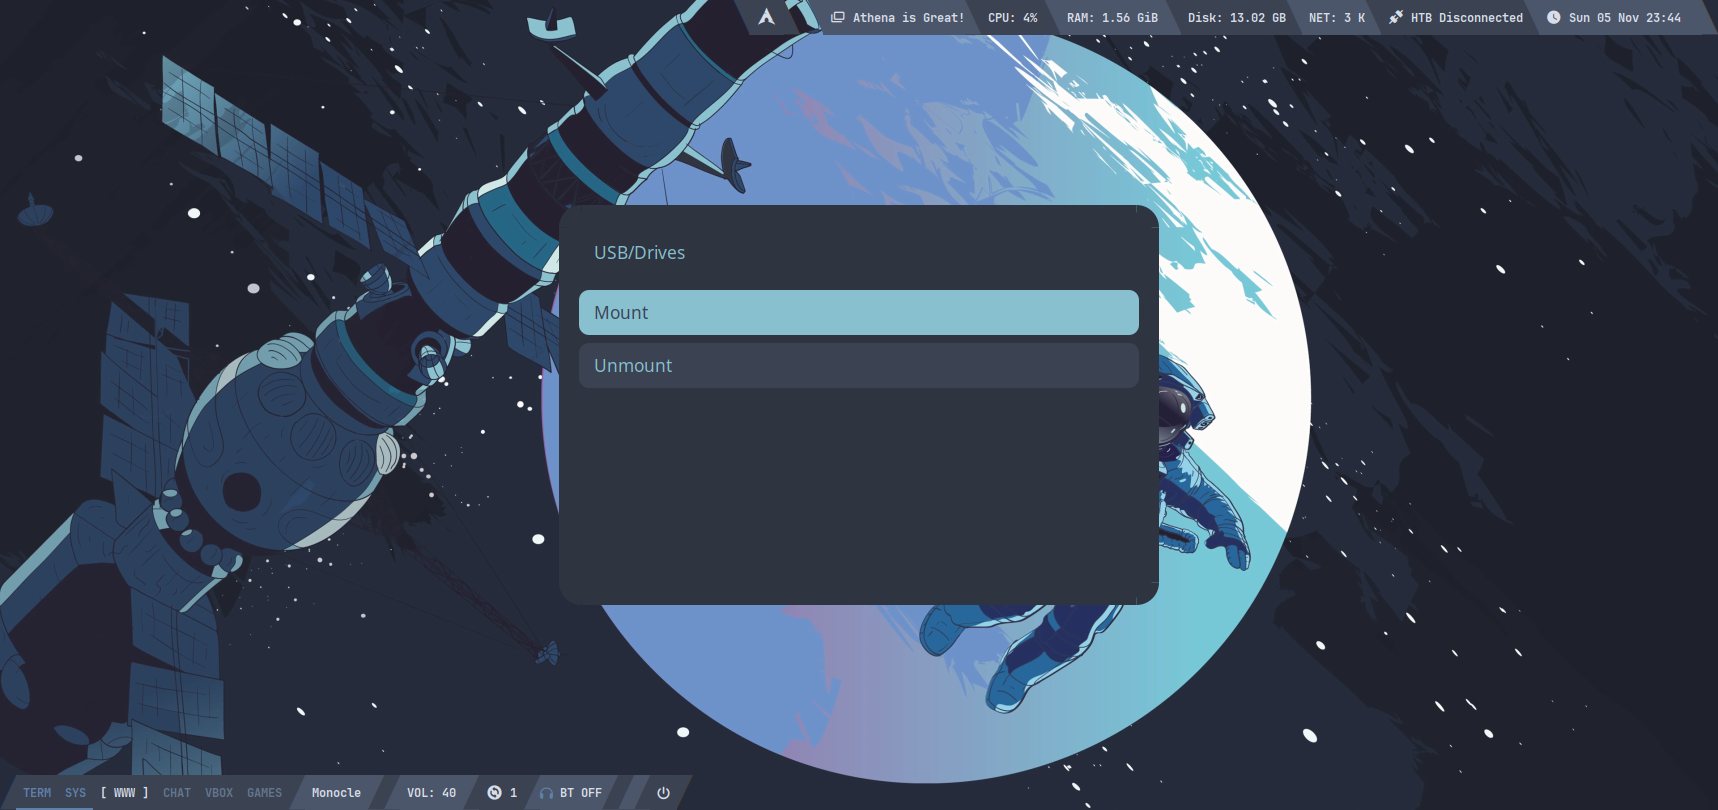 Athena is Great! CPU: 4% RAM: 1.56 GiB Disk: 13.02 GB NET: 3 K HTB Disconnected Sun 05 Nov 23:44
USB/Drives
Mount
Unmount
TERM SYS [ WWW ] CHAT VBOX GAMES Monocle VOL: 40 1 BT OFF